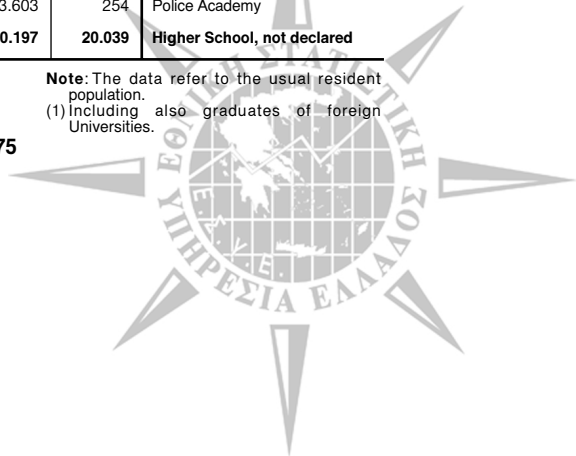 3.603 254 Police Academy
0.197 20.039 Higher School, not declared
Note: The data refer to the usual resident
population.
(1) Including also graduates of foreign
Universities.
75
ΕΘΝΙΚΗ ΣΤΑΤΙΣΤΙΚΗ
ΥΠΗΡΕΣΙΑ ΕΛΛΑΔΟΣ
Ε.Σ.Υ.Ε.